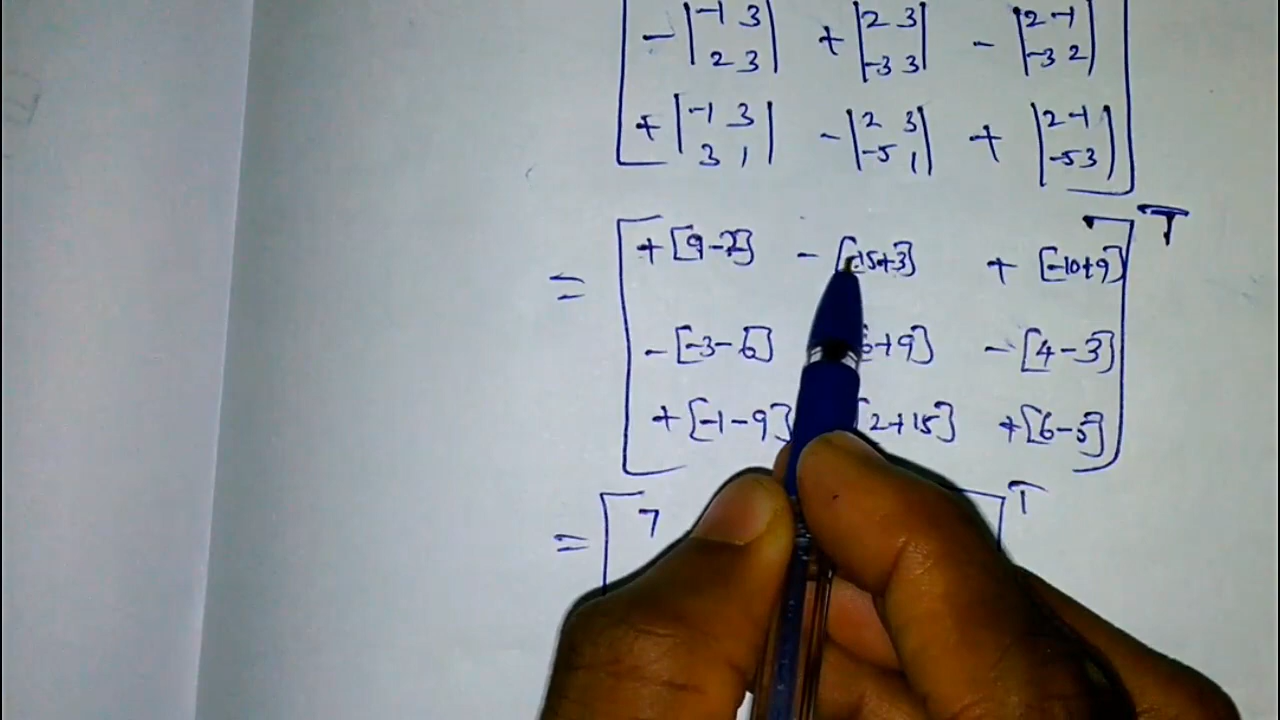 -|-1 3| +|2 3| -|2 -1|
|2 3| |-3 3| |-3 2|
+|-1 3| -|2 3| +|2 -1|
|3 1| |-5 1| |-5 3|
= [+[9-2] -[-15+3] +[-10+9]]T
-[-3-6] 6+9] -[4-3]
+[-1-9] [2+15] +[6-5]
= [7 ]T